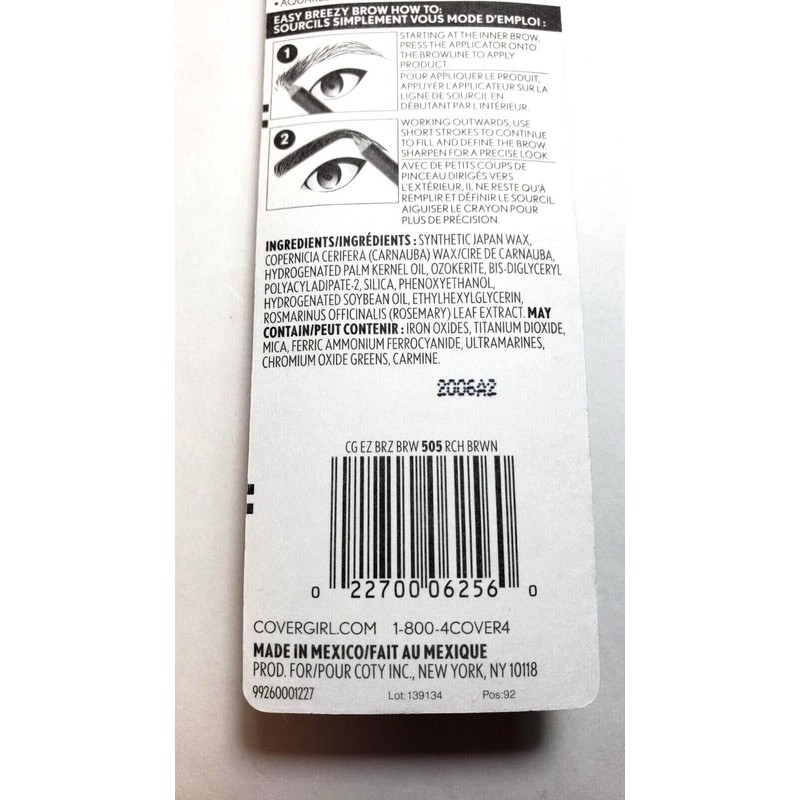 EASY BREEZY BROW HOW TO:
SOURCILS SIMPLEMENT VOUS MODE D'EMPLOI :
1
STARTING AT THE INNER BROW,
PRESS THE APPLICATOR ONTO
THE BROWLINE TO APPLY
PRODUCT.
POUR APPLIQUER LE PRODUIT,
APPUYER L'APPLICATEUR SUR LA
LIGNE DE SOURCIL EN
DÉBUTANT PAR L'INTÉRIEUR.
2
WORKING OUTWARDS, USE
SHORT STROKES TO CONTINUE
TO FILL AND DEFINE THE BROW.
SHARPEN FOR A PRECISE LOOK.
AVEC DE PETITS COUPS DE
PINCEAU DIRIGÉS VERS
L'EXTÉRIEUR, IL NE RESTE QU'À
REMPLIR ET DÉFINIR LE SOURCIL.
AIGUISER LE CRAYON POUR
PLUS DE PRÉCISION.
INGREDIENTS/INGRÉDIENTS : SYNTHETIC JAPAN WAX,
COPERNICIA CERIFERA (CARNAUBA) WAX/CIRE DE CARNAUBA,
HYDROGENATED PALM KERNEL OIL, OZOKERITE, BIS-DIGLYCERYL
POLYACYLADIPATE-2, SILICA, PHENOXYETHANOL,
HYDROGENATED SOYBEAN OIL, ETHYLHEXYLGLYCERIN,
ROSMARINUS OFFICINALIS (ROSEMARY) LEAF EXTRACT. MAY
CONTAIN/PEUT CONTENIR : IRON OXIDES, TITANIUM DIOXIDE,
MICA, FERRIC AMMONIUM FERROCYANIDE, ULTRAMARINES,
CHROMIUM OXIDE GREENS, CARMINE.
2006A2
CG EZ BRZ BRW 505 RCH BRWN
0 22700 06256 0
COVERGIRL.COM 1-800-4COVER4
MADE IN MEXICO/FAIT AU MEXIQUE
PROD. FOR/POUR COTY INC., NEW YORK, NY 10118
99260001227 Lot:139134 Pos:92